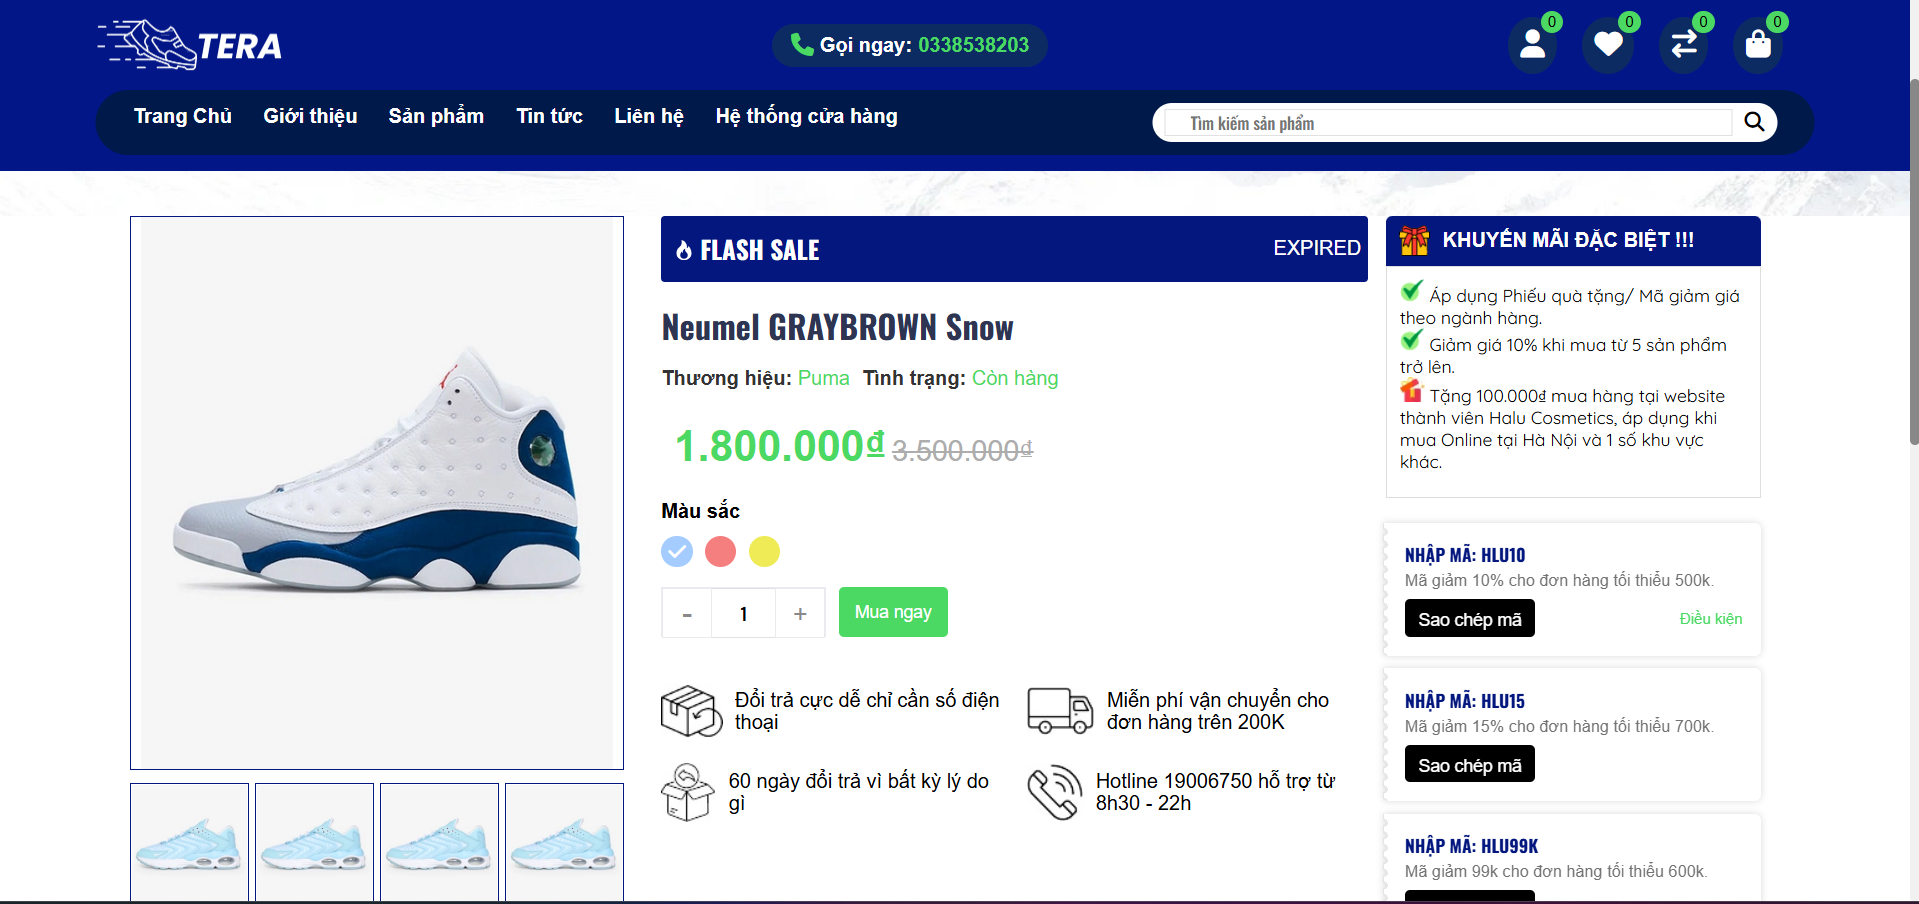 TERA
Gọi ngay: 0338538203
0
0
0
0
Trang Chủ Giới thiệu Sản phẩm Tin tức Liên hệ Hệ thống cửa hàng
Tìm kiếm sản phẩm
FLASH SALE
EXPIRED
Neumel GRAYBROWN Snow
Thương hiệu: Puma Tình trạng: Còn hàng
1.800.000₫ 3.500.000₫
Màu sắc
- 1 +
Mua ngay
Đổi trả cực dễ chỉ cần số điện
thoại
Miễn phí vận chuyển cho
đơn hàng trên 200K
60 ngày đổi trả vì bất kỳ lý do
gì
Hotline 19006750 hỗ trợ từ
8h30 - 22h
KHUYẾN MÃI ĐẶC BIỆT !!!
Áp dụng Phiếu quà tặng/ Mã giảm giá
theo ngành hàng.
Giảm giá 10% khi mua từ 5 sản phẩm
trở lên.
Tặng 100.000₫ mua hàng tại website
thành viên Halu Cosmetics, áp dụng khi
mua Online tại Hà Nội và 1 số khu vực
khác.
NHẬP MÃ: HLU10
Mã giảm 10% cho đơn hàng tối thiểu 500k.
Sao chép mã
Điều kiện
NHẬP MÃ: HLU15
Mã giảm 15% cho đơn hàng tối thiểu 700k.
Sao chép mã
NHẬP MÃ: HLU99K
Mã giảm 99k cho đơn hàng tối thiểu 600k.